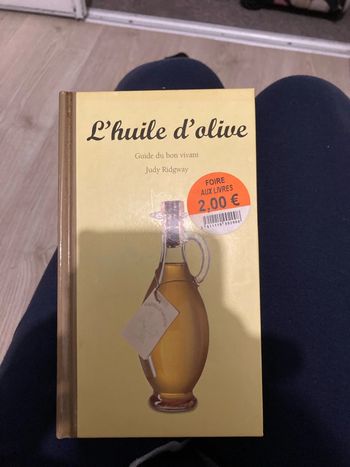 L'huile d'olive
Guide du bon vivant
Judy Ridgway
FOIRE
AUX LIVRES
2,00 €